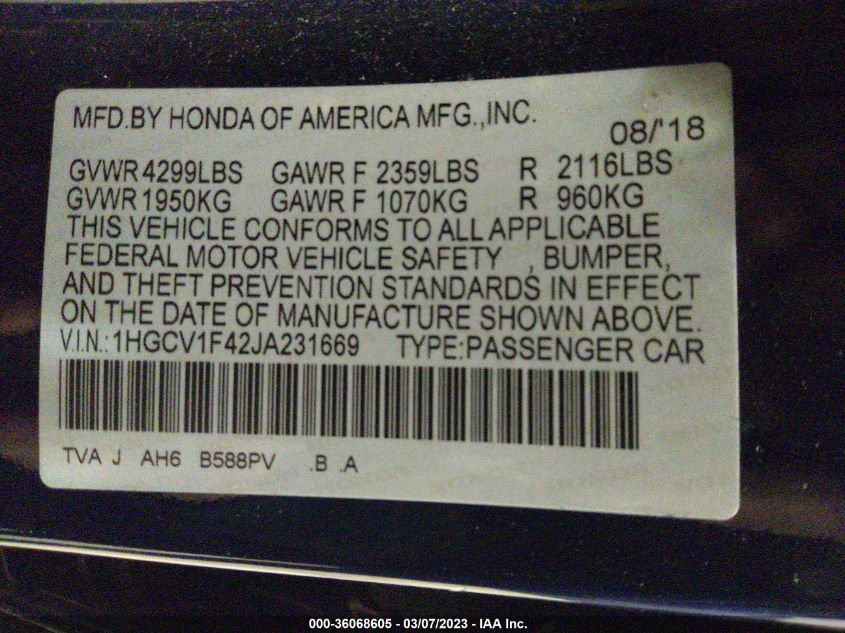 MFD.BY HONDA OF AMERICA MFG.,INC. 08/'18
GVWR 4299LBS GAWR F 2359LBS R 2116LBS
GVWR 1950KG GAWR F 1070KG R 960KG
THIS VEHICLE CONFORMS TO ALL APPLICABLE
FEDERAL MOTOR VEHICLE SAFETY , BUMPER,
AND THEFT PREVENTION STANDARDS IN EFFECT
ON THE DATE OF MANUFACTURE SHOWN ABOVE.
V.I.N.:1HGCV1F42JA231669 TYPE:PASSENGER CAR
TVA J AH6 B588PV .B .A
000-36068605 - 03/07/2023 - IAA Inc.